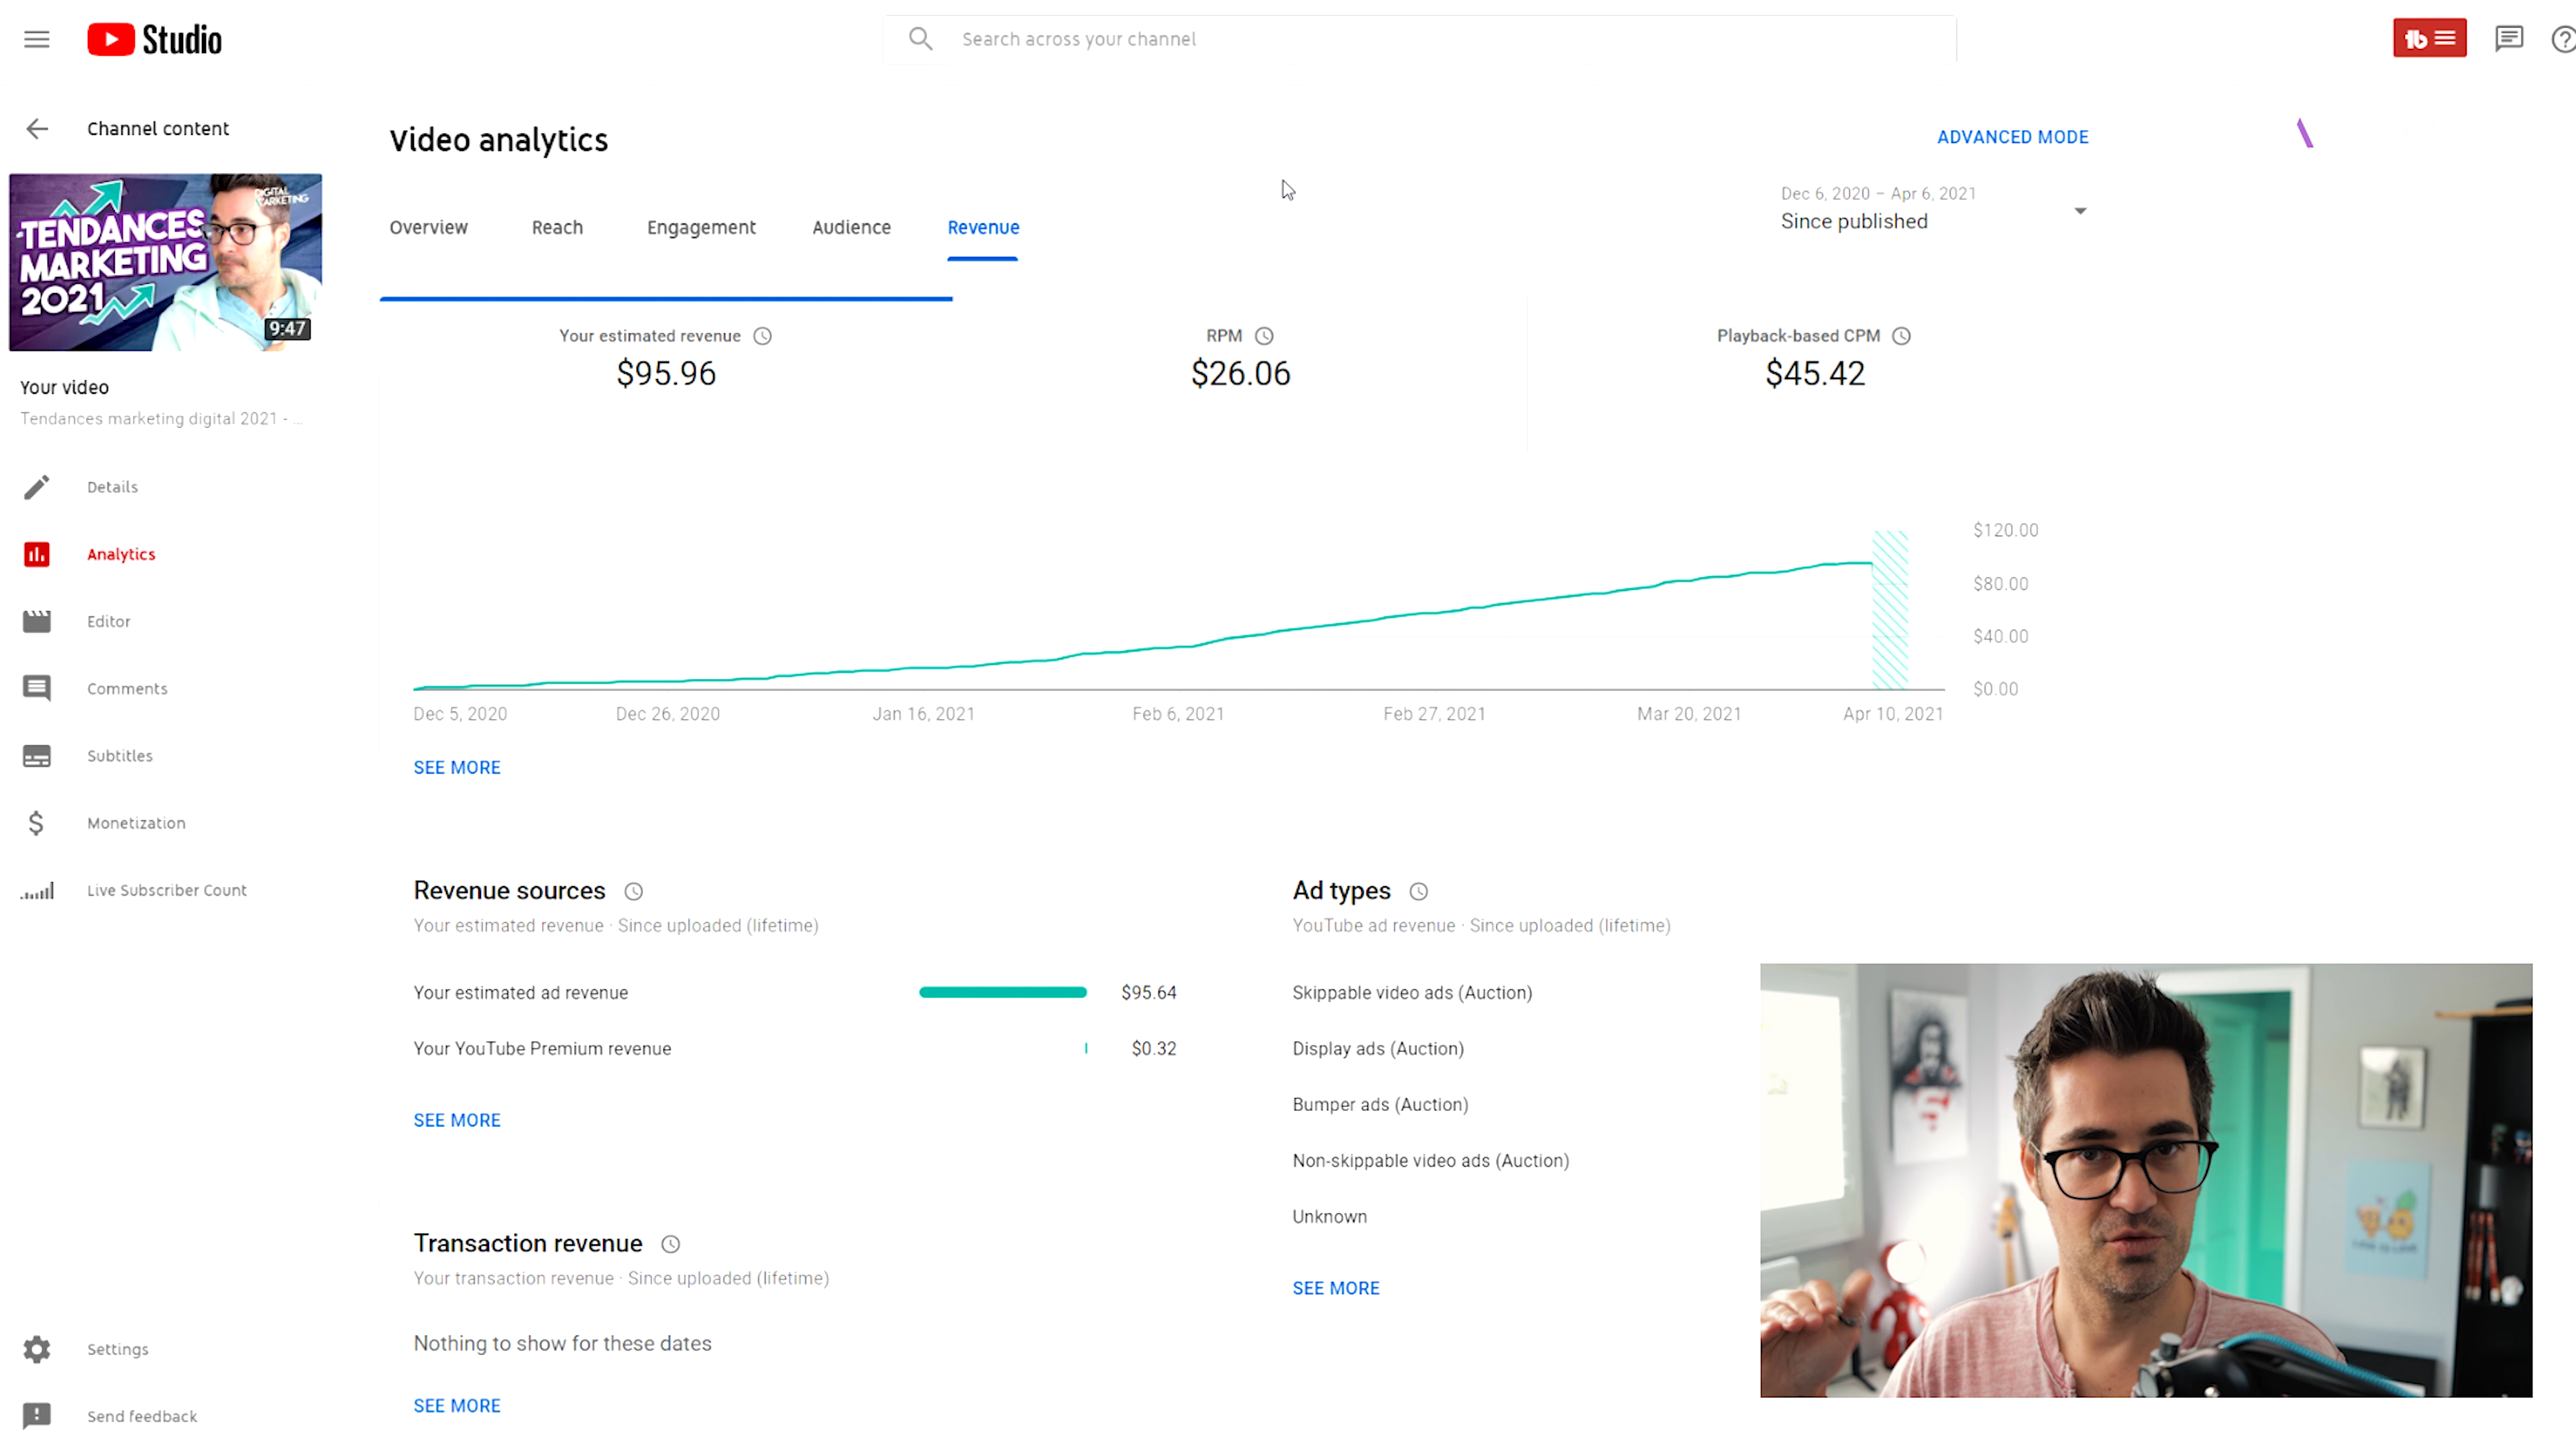 Studio
Search across your channel
Channel content
Video analytics
ADVANCED MODE
Dec 6, 2020 – Apr 6, 2021
Since published
Overview
Reach
Engagement
Audience
Revenue
DIGITAL
MARKETING
TENDANCES
MARKETING
2021
9:47
Your estimated revenue
$95.96
RPM
$26.06
Playback-based CPM
$45.42
Your video
Tendances marketing digital 2021 - ...
Details
Analytics
Editor
Comments
Subtitles
Monetization
Live Subscriber Count
$120.00
$80.00
$40.00
$0.00
Dec 5, 2020
Dec 26, 2020
Jan 16, 2021
Feb 6, 2021
Feb 27, 2021
Mar 20, 2021
Apr 10, 2021
SEE MORE
Revenue sources
Your estimated revenue · Since uploaded (lifetime)
Your estimated ad revenue
$95.64
Your YouTube Premium revenue
$0.32
SEE MORE
Ad types
YouTube ad revenue · Since uploaded (lifetime)
Skippable video ads (Auction)
Display ads (Auction)
Bumper ads (Auction)
Non-skippable video ads (Auction)
Unknown
SEE MORE
Transaction revenue
Your transaction revenue · Since uploaded (lifetime)
Nothing to show for these dates
SEE MORE
Settings
Send feedback